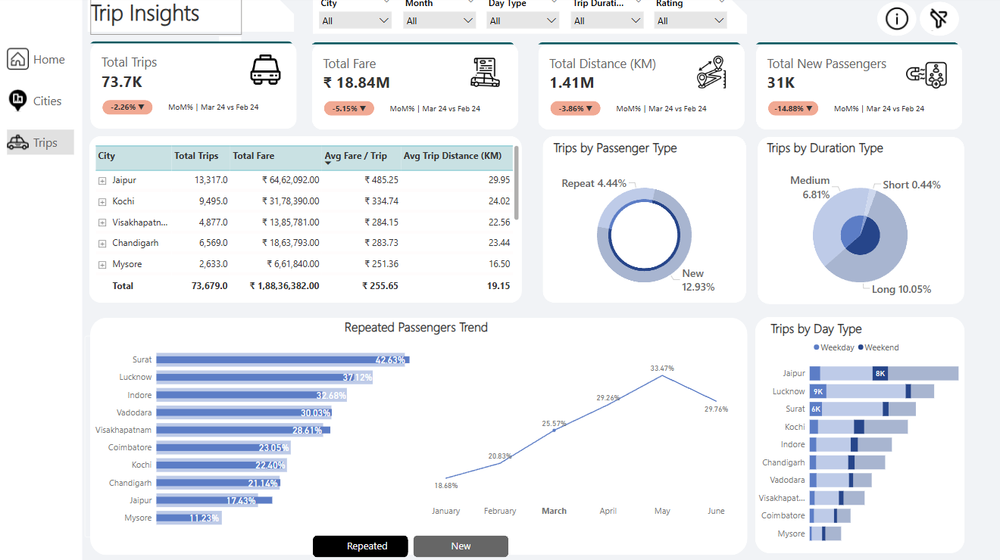 Trip Insights
City
Month
Day Type
Trip Durati...
Rating
All
All
All
All
All
Home
Cities
Trips
Total Trips
73.7K
-2.26% ▼
MoM% | Mar 24 vs Feb 24
Total Fare
₹ 18.84M
-5.15% ▼
MoM% | Mar 24 vs Feb 24
Total Distance (KM)
1.41M
-3.86% ▼
MoM% | Mar 24 vs Feb 24
Total New Passengers
31K
-14.88% ▼
MoM% | Mar 24 vs Feb 24
City Total Trips Total Fare Avg Fare / Trip Avg Trip Distance (KM)
Jaipur 13,317.0 ₹ 64,62,092.00 ₹ 485.25 29.95
Kochi 9,495.0 ₹ 31,78,390.00 ₹ 334.74 24.02
Visakhapatn... 4,877.0 ₹ 13,85,781.00 ₹ 284.15 22.56
Chandigarh 6,569.0 ₹ 18,63,793.00 ₹ 283.73 23.44
Mysore 2,633.0 ₹ 6,61,840.00 ₹ 251.36 16.50
Total 73,679.0 ₹ 1,88,36,382.00 ₹ 255.65 19.15
Trips by Passenger Type
Repeat 4.44%
New
12.93%
Trips by Duration Type
Medium
6.81%
Short 0.44%
Long 10.05%
Repeated Passengers Trend
Surat 42.63%
Lucknow 37.12%
Indore 32.68%
Vadodara 30.03%
Visakhapatnam 28.61%
Coimbatore 23.05%
Kochi 22.40%
Chandigarh 21.14%
Jaipur 17.43%
Mysore 11.23%
18.68%
20.83%
25.57%
29.26%
33.47%
29.76%
January February March April May June
Repeated
New
Trips by Day Type
Weekday Weekend
Jaipur 8K
Lucknow 9K
Surat 6K
Kochi
Indore
Chandigarh
Vadodara
Visakhapat...
Coimbatore
Mysore